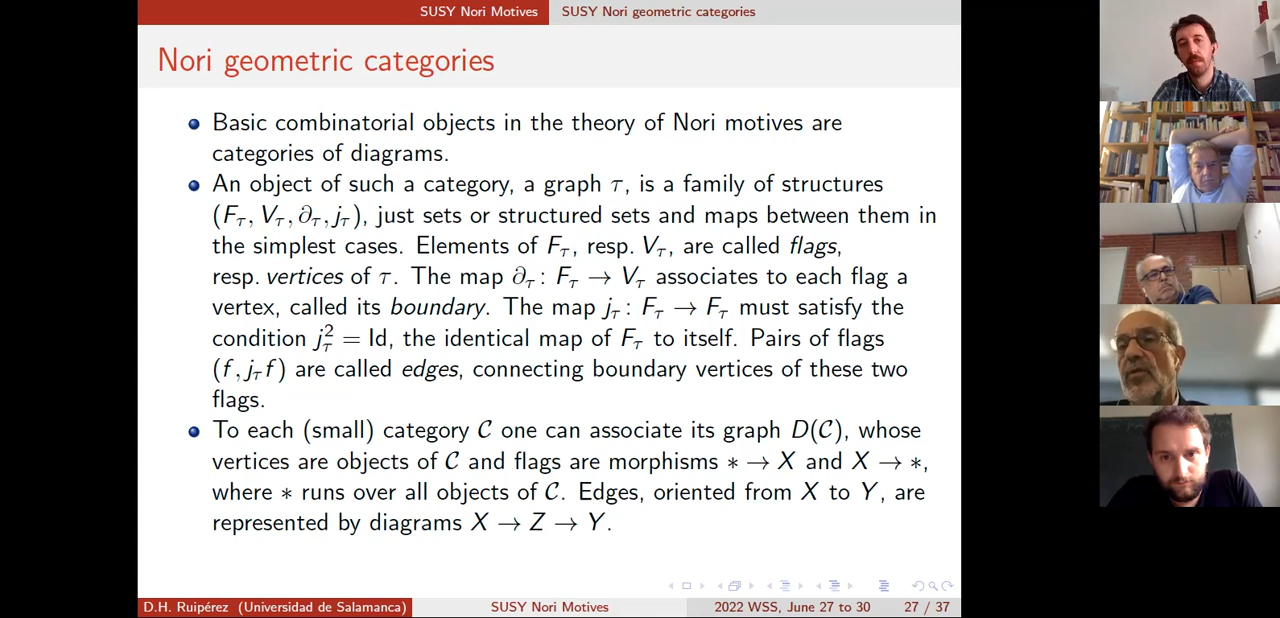 SUSY Nori Motives SUSY Nori geometric categories
Nori geometric categories
Basic combinatorial objects in the theory of Nori motives are
categories of diagrams.
An object of such a category, a graph τ, is a family of structures
(F_τ, V_τ, ∂_τ, j_τ), just sets or structured sets and maps between them in
the simplest cases. Elements of F_τ, resp. V_τ, are called flags,
resp. vertices of τ. The map ∂_τ: F_τ → V_τ associates to each flag a
vertex, called its boundary. The map j_τ: F_τ → F_τ must satisfy the
condition j_τ^2 = Id, the identical map of F_τ to itself. Pairs of flags
(f, j_τ f) are called edges, connecting boundary vertices of these two
flags.
To each (small) category C one can associate its graph D(C), whose
vertices are objects of C and flags are morphisms * → X and X → *,
where * runs over all objects of C. Edges, oriented from X to Y, are
represented by diagrams X → Z → Y.
D.H. Ruipérez (Universidad de Salamanca) SUSY Nori Motives 2022 WSS, June 27 to 30 27 / 37